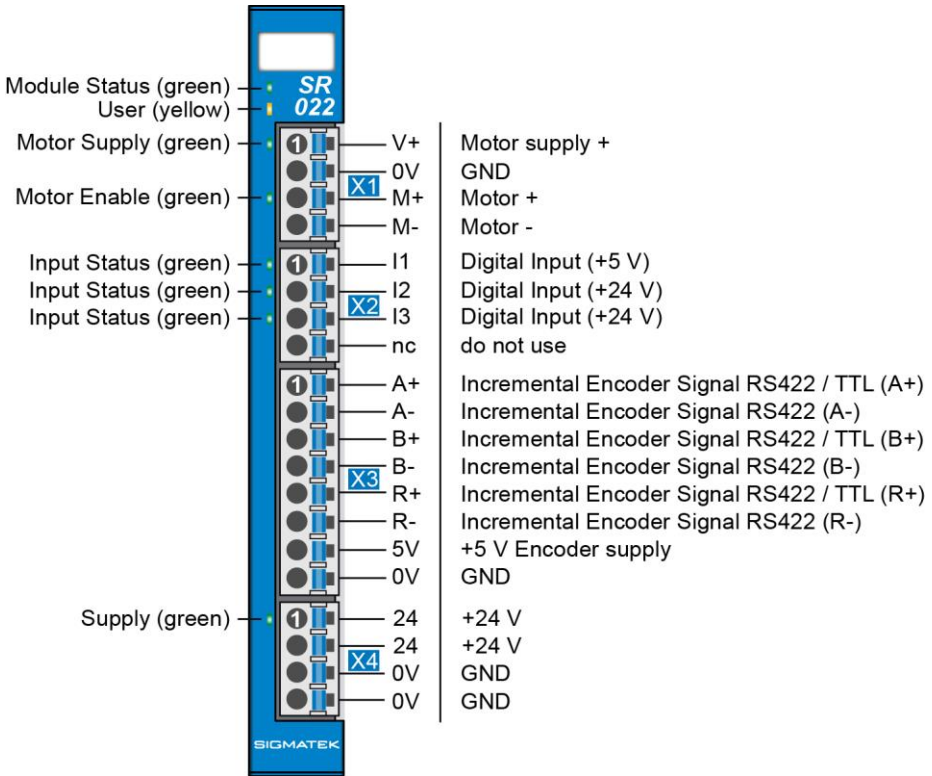 SR
Module Status (green)
022
User (yellow)
Motor Supply (green) 1 V+ Motor supply +
0V GND
X1
Motor Enable (green) M+ Motor +
M- Motor -
Input Status (green) 1 I1 Digital Input (+5 V)
Input Status (green) I2 Digital Input (+24 V)
X2
Input Status (green) I3 Digital Input (+24 V)
nc do not use
1 A+ Incremental Encoder Signal RS422 / TTL (A+)
A- Incremental Encoder Signal RS422 (A-)
B+ Incremental Encoder Signal RS422 / TTL (B+)
B- Incremental Encoder Signal RS422 (B-)
X3
R+ Incremental Encoder Signal RS422 / TTL (R+)
R- Incremental Encoder Signal RS422 (R-)
5V +5 V Encoder supply
0V GND
Supply (green) 1 24 +24 V
24 +24 V
X4
0V GND
0V GND
SIGMATEK